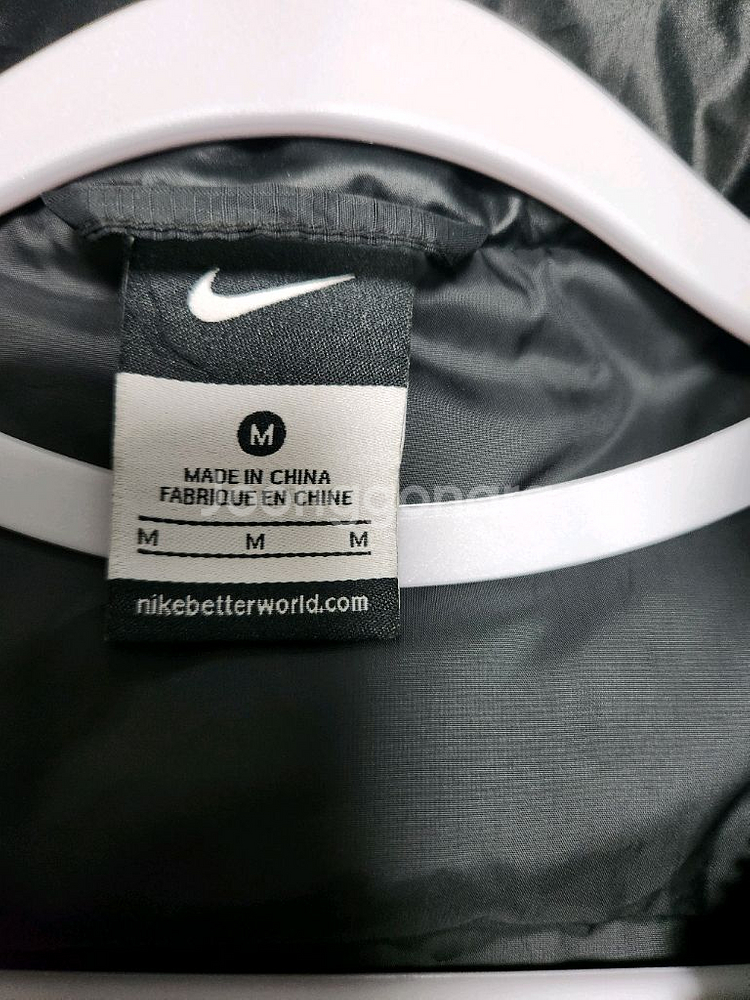 M
MADE IN CHINA
FABRIQUE EN CHINE
M M M
nikebetterworld.com